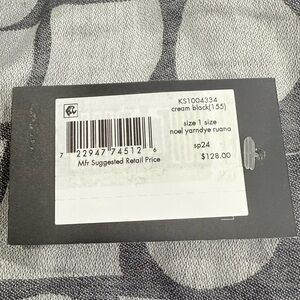 KS1004334
cream black(155)
size 1 size
noel yarndye ruana
sp24
$128.00
7 22947 74512 6
Mfr Suggested Retail Price